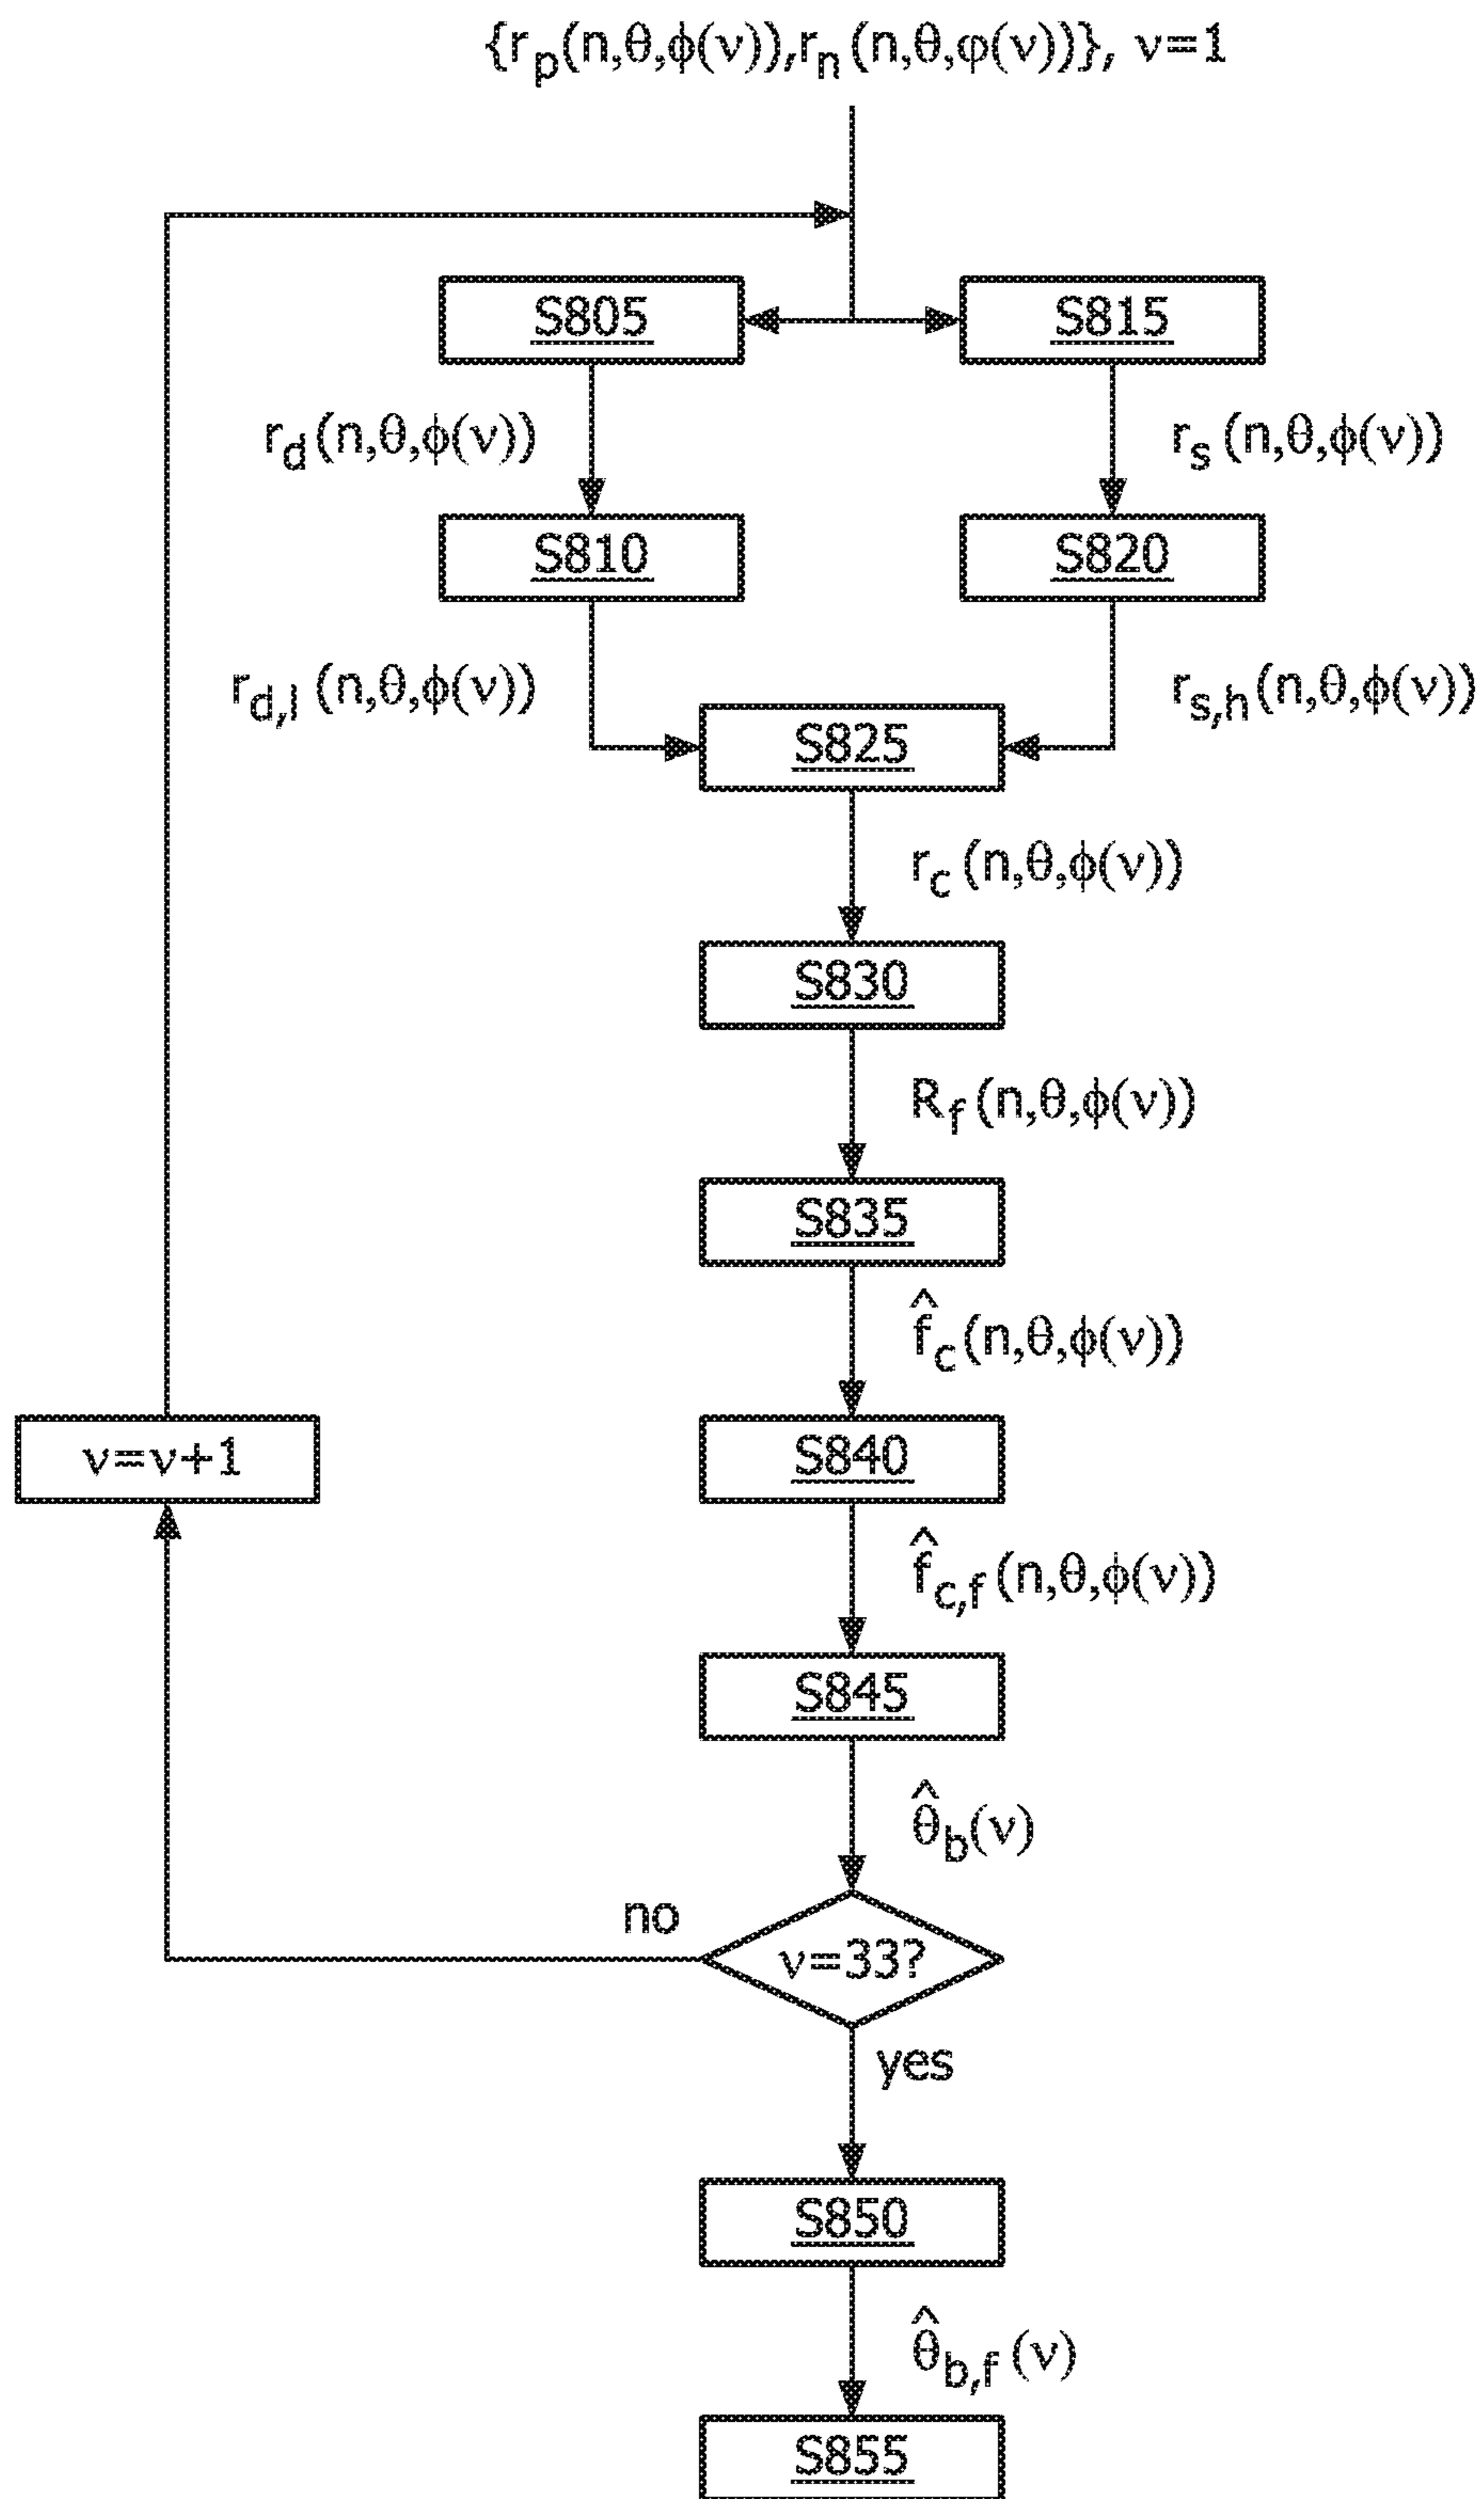 {r_p(n,θ,ϕ(ν)),r_n(n,θ,φ(ν))}, ν=1
S805
S815
r_d(n,θ,ϕ(ν))
r_s(n,θ,ϕ(ν))
S810
S820
r_d,l(n,θ,ϕ(ν))
r_s,h(n,θ,ϕ(ν))
S825
r_c(n,θ,ϕ(ν))
S830
R_f(n,θ,ϕ(ν))
S835
f̂_c(n,θ,ϕ(ν))
ν=ν+1
S840
f̂_c,f(n,θ,ϕ(ν))
S845
θ̂_b(ν)
no
ν=33?
yes
S850
θ̂_b,f(ν)
S855